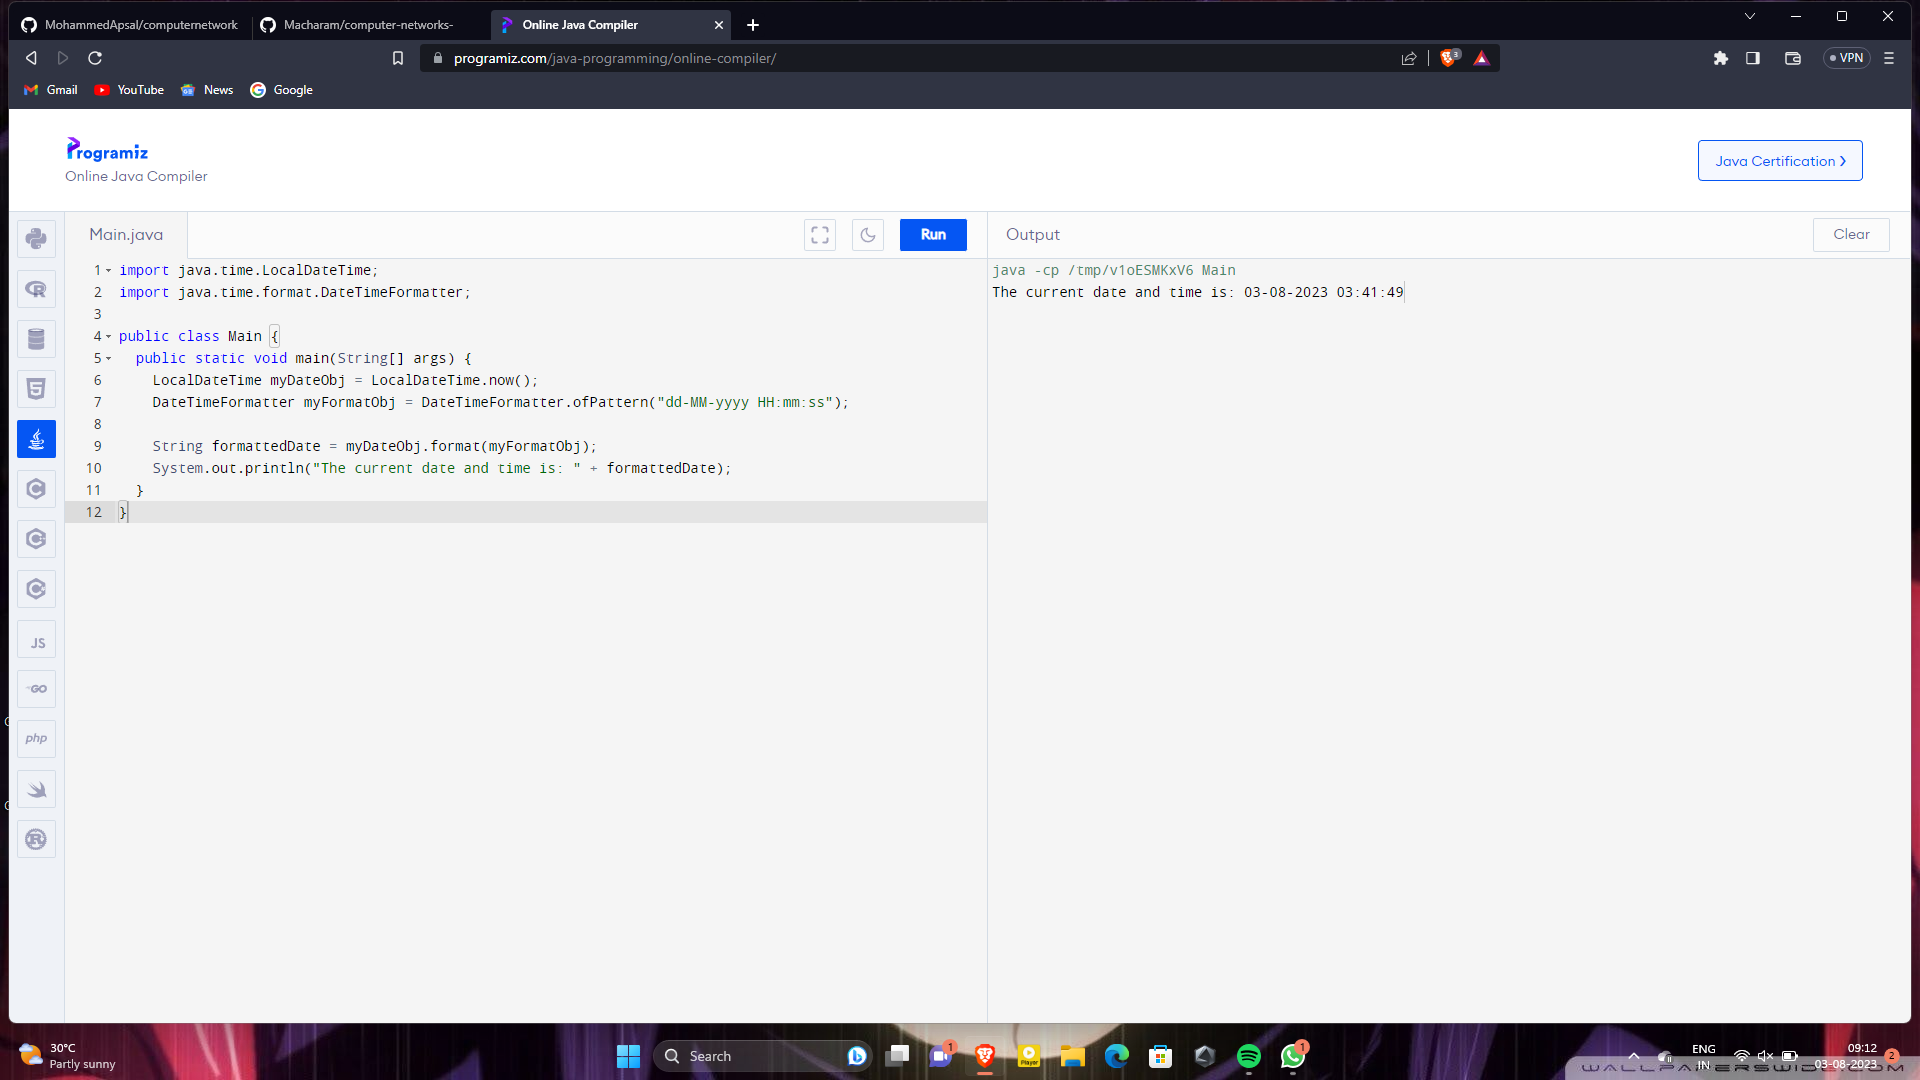 MohammedApsal/computernetwork
Macharam/computer-networks-
Online Java Compiler
programiz.com/java-programming/online-compiler/
3
VPN
Gmail
YouTube
News
Google
Programiz
Online Java Compiler
Java Certification
Main.java
Run
Output
Clear
1 import java.time.LocalDateTime;
2 import java.time.format.DateTimeFormatter;
3
4 public class Main {
5 public static void main(String[] args) {
6 LocalDateTime myDateObj = LocalDateTime.now();
7 DateTimeFormatter myFormatObj = DateTimeFormatter.ofPattern("dd-MM-yyyy HH:mm:ss");
8
9 String formattedDate = myDateObj.format(myFormatObj);
10 System.out.println("The current date and time is: " + formattedDate);
11 }
12 }
java -cp /tmp/v1oESMKxV6 Main
The current date and time is: 03-08-2023 03:41:49
JS
GO
php
30°C
Partly sunny
Search
1
Player
1
ENG
IN
09:12
03-08-2023
2
WALLPAPERSWIDE.COM